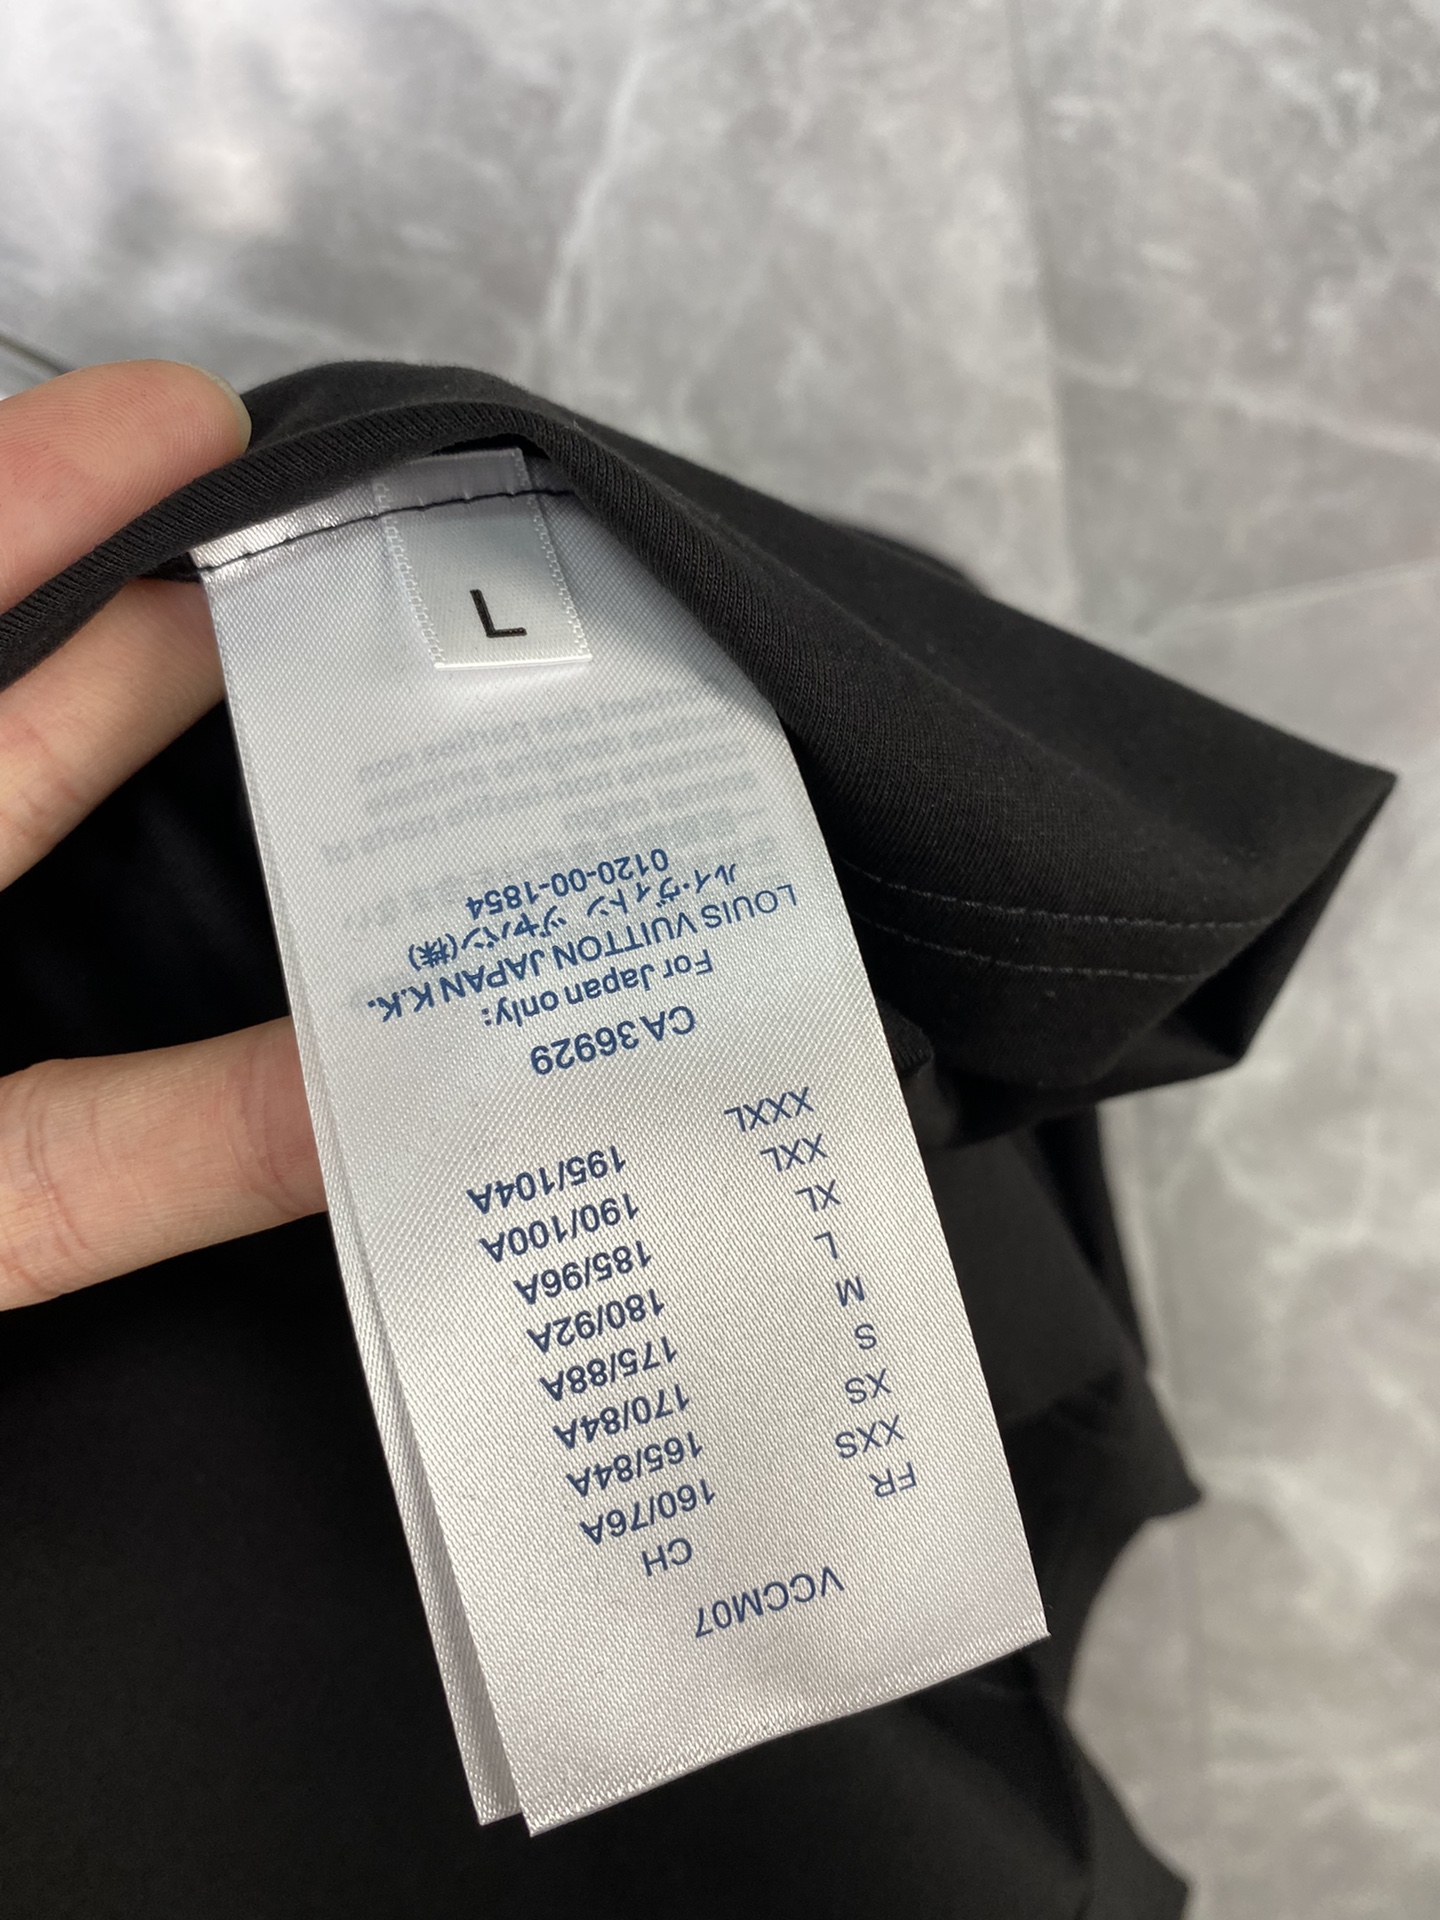 L
VCCM07
FR CH
XXS 160/76A
XS 165/84A
S 170/84A
M 175/88A
L 180/92A
XL 185/96A
XXL 190/100A
XXXL 195/104A
CA 36929
For Japan only:
LOUIS VUITTON JAPAN K.K.
ルイ・ヴィトン ジャパン(株)
0120-00-1854